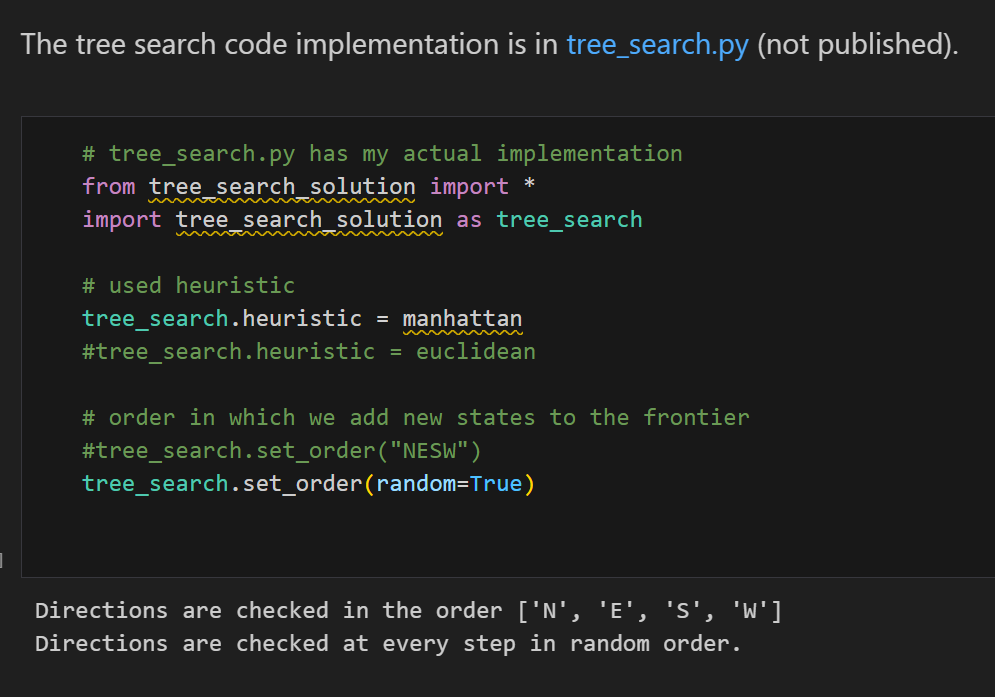 The tree search code implementation is in tree_search.py (not published).
# tree_search.py has my actual implementation
from tree_search_solution import *
import tree_search_solution as tree_search
# used heuristic
tree_search.heuristic = manhattan
#tree_search.heuristic = euclidean
# order in which we add new states to the frontier
#tree_search.set_order("NESW")
tree_search.set_order(random=True)
Directions are checked in the order ['N', 'E', 'S', 'W']
Directions are checked at every step in random order.